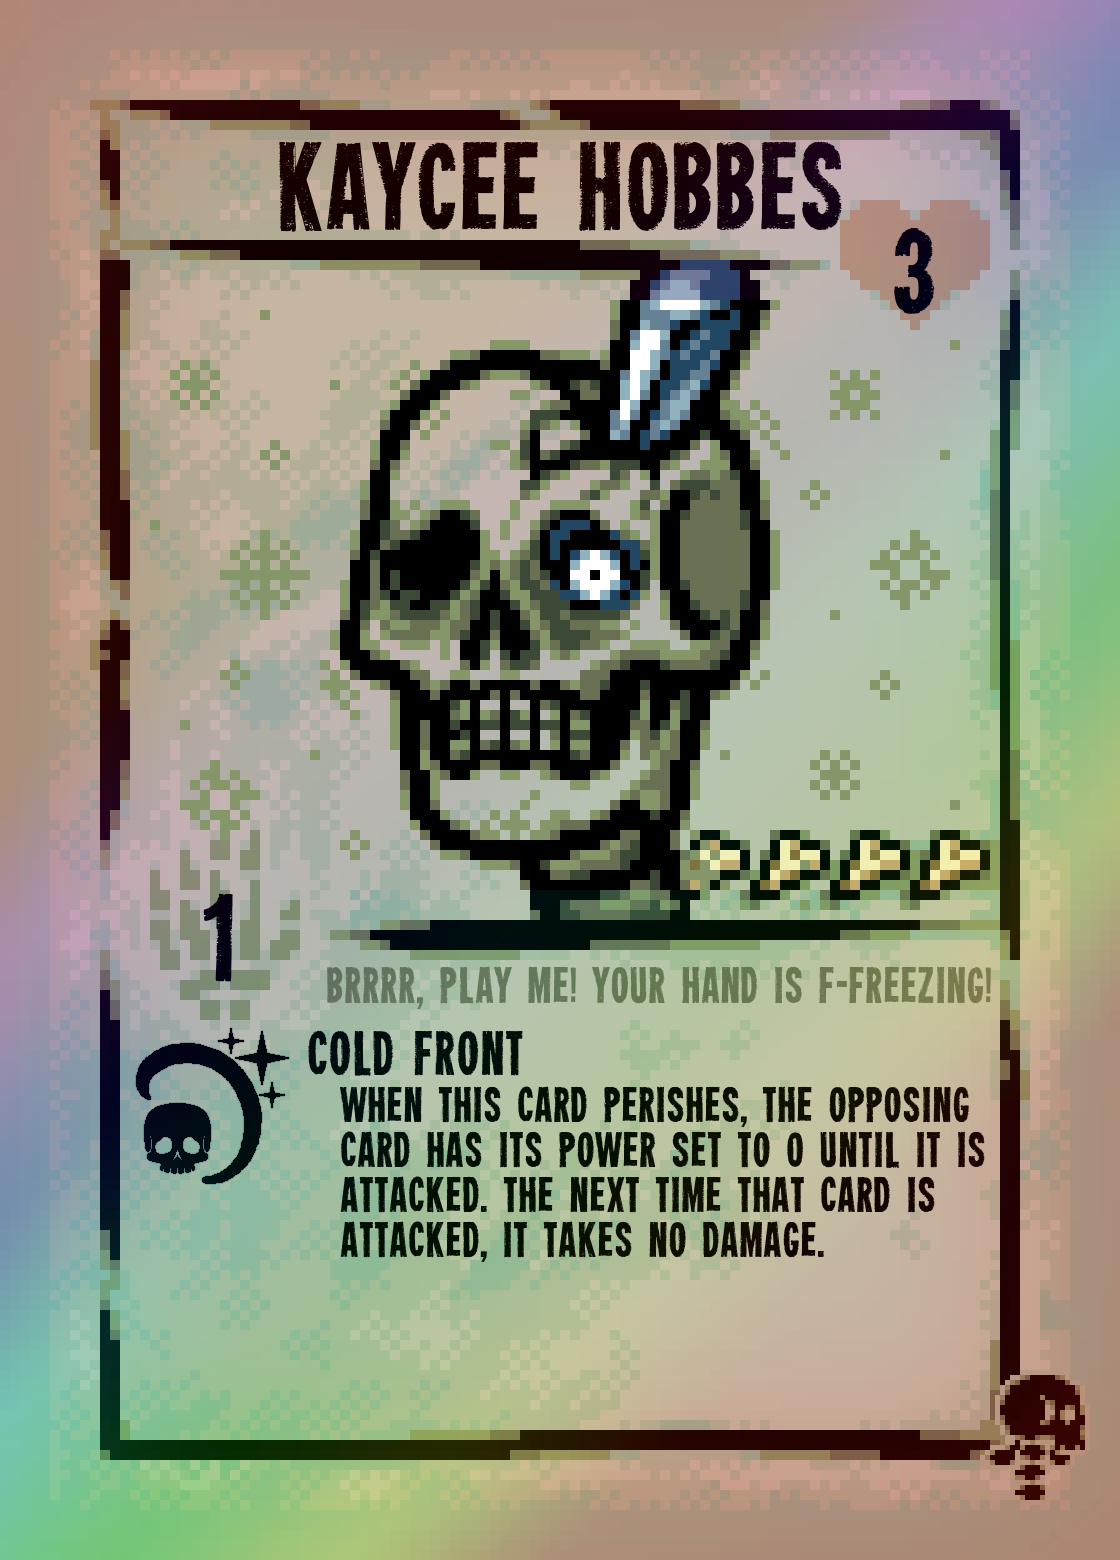 KAYCEE HOBBES
3
1
BRRRR, PLAY ME! YOUR HAND IS F-FREEZING!
COLD FRONT
WHEN THIS CARD PERISHES, THE OPPOSING
CARD HAS ITS POWER SET TO 0 UNTIL IT IS
ATTACKED. THE NEXT TIME THAT CARD IS
ATTACKED, IT TAKES NO DAMAGE.